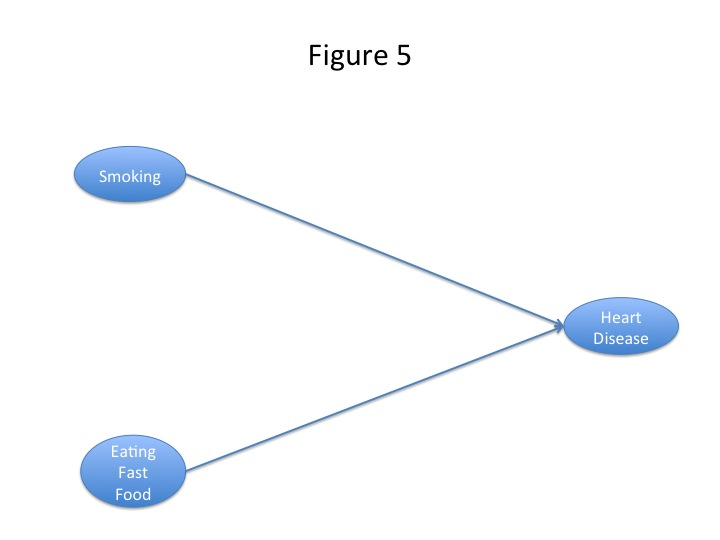 Figure 5
Smoking
Heart
Disease
Eating
Fast
Food